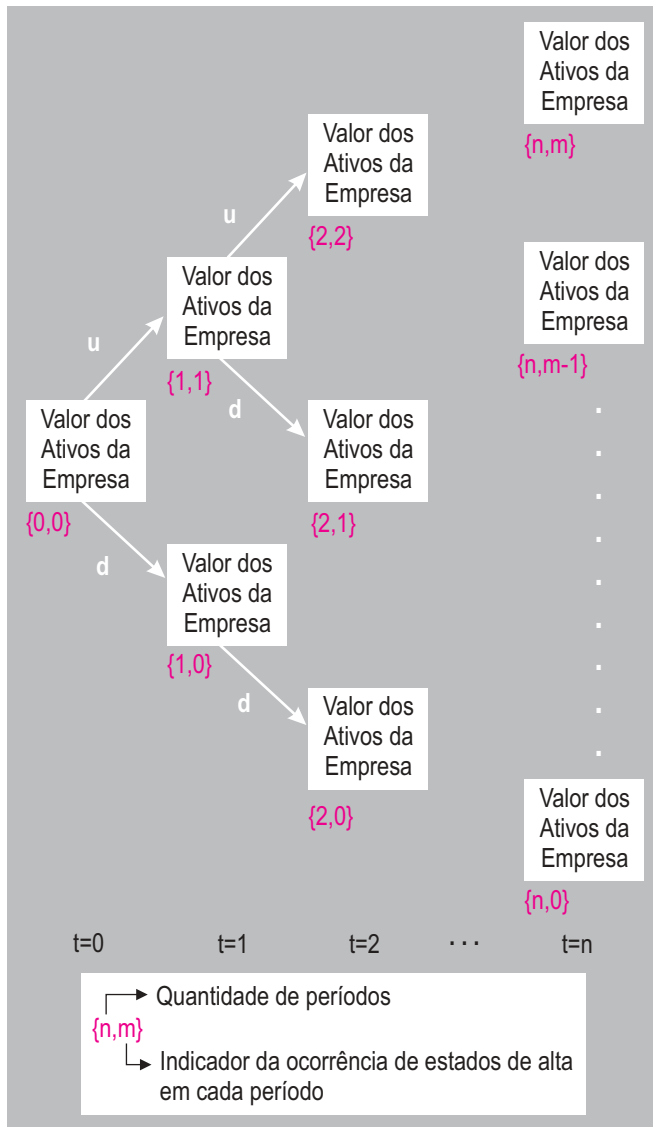 Valor dos
Ativos da
Empresa
{n,m}
Valor dos
Ativos da
Empresa
{2,2}
u
Valor dos
Ativos da
Empresa
{n,m-1}
Valor dos
Ativos da
Empresa
{1,1}
u
d
Valor dos
Ativos da
Empresa
{0,0}
Valor dos
Ativos da
Empresa
{2,1}
d
Valor dos
Ativos da
Empresa
{1,0}
d
Valor dos
Ativos da
Empresa
{2,0}
Valor dos
Ativos da
Empresa
{n,0}
t=0 t=1 t=2 ... t=n
Quantidade de períodos
{n,m}
Indicador da ocorrência de estados de alta
em cada período